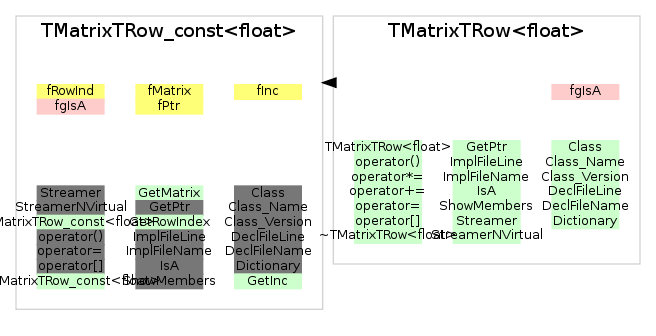 TMatrixTRow_const<float>
fRowInd fMatrix fInc
fgIsA fPtr
Streamer GetMatrix Class
StreamerNVirtual GetPtr Class_Name
MatrixTRow_const<float> GetRowIndex Class_Version
operator() ImplFileLine DeclFileLine
operator= ImplFileName DeclFileName
operator[] IsA Dictionary
TMatrixTRow_const<float> ShowMembers GetInc
TMatrixTRow<float>
fgIsA
TMatrixTRow<float> GetPtr Class
operator() ImplFileLine Class_Name
operator*= ImplFileName Class_Version
operator+= IsA DeclFileLine
operator= ShowMembers DeclFileName
operator[] Streamer Dictionary
~TMatrixTRow<float> StreamerNVirtual